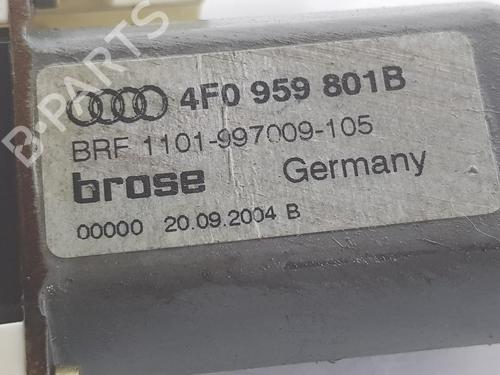 4F0 959 801B
BRF 1101-997009-105
brose Germany
00000 20.09.2004 B
B-PARTS